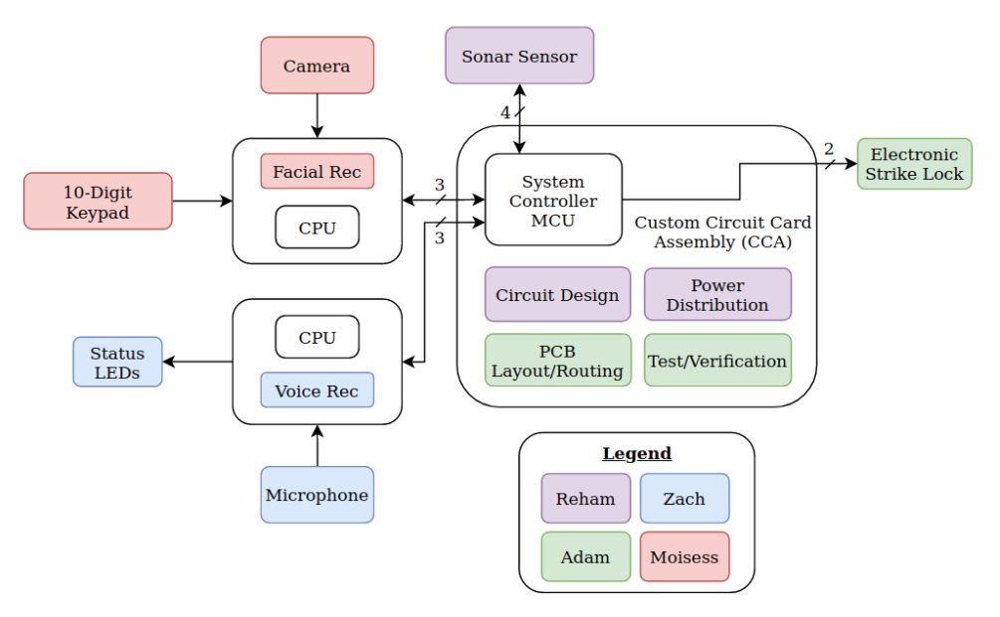 Camera
Sonar Sensor
4
2
Electronic
Strike Lock
10-Digit
Keypad
Facial Rec
CPU
3
3
System
Controller
MCU
Custom Circuit Card
Assembly (CCA)
Circuit Design
Power
Distribution
PCB
Layout/Routing
Test/Verification
Status
LEDs
CPU
Voice Rec
Microphone
Legend
Reham
Zach
Adam
Moisess